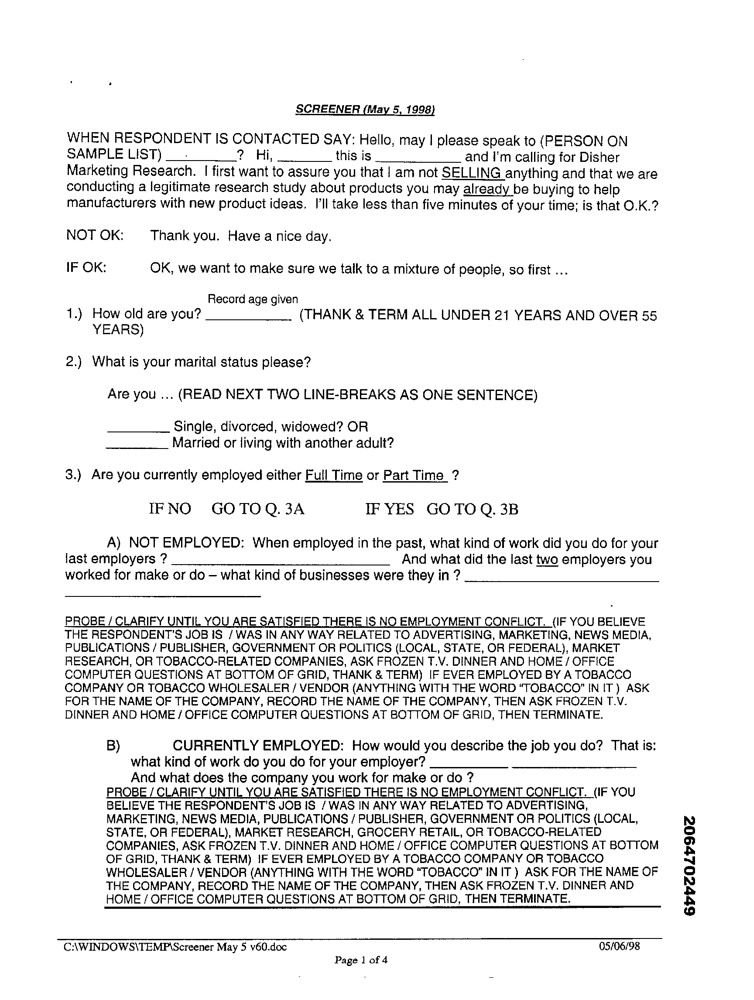 SCREENER (May 5, 1998)
WHEN RESPONDENT IS CONTACTED SAY: Hello, may I please speak to (PERSON ON
SAMPLE LIST) __________? Hi, ________ this is ____________ and I'm calling for Disher
Marketing Research. I first want to assure you that I am not SELLING anything and that we are
conducting a legitimate research study about products you may already be buying to help
manufacturers with new product ideas. I'll take less than five minutes of your time; is that O.K.?
NOT OK: Thank you. Have a nice day.
IF OK: OK, we want to make sure we talk to a mixture of people, so first ...
Record age given
1.) How old are you? ____________ (THANK & TERM ALL UNDER 21 YEARS AND OVER 55
YEARS)
2.) What is your marital status please?
Are you ... (READ NEXT TWO LINE-BREAKS AS ONE SENTENCE)
_________ Single, divorced, widowed? OR
_________ Married or living with another adult?
3.) Are you currently employed either Full Time or Part Time ?
IF NO GO TO Q. 3A IF YES GO TO Q. 3B
A) NOT EMPLOYED: When employed in the past, what kind of work did you do for your
last employers ? ______________________________ And what did the last two employers you
worked for make or do – what kind of businesses were they in ? ___________________________
___________________________
PROBE / CLARIFY UNTIL YOU ARE SATISFIED THERE IS NO EMPLOYMENT CONFLICT. (IF YOU BELIEVE
THE RESPONDENT'S JOB IS / WAS IN ANY WAY RELATED TO ADVERTISING, MARKETING, NEWS MEDIA,
PUBLICATIONS / PUBLISHER, GOVERNMENT OR POLITICS (LOCAL, STATE, OR FEDERAL), MARKET
RESEARCH, OR TOBACCO-RELATED COMPANIES, ASK FROZEN T.V. DINNER AND HOME / OFFICE
COMPUTER QUESTIONS AT BOTTOM OF GRID, THANK & TERM) IF EVER EMPLOYED BY A TOBACCO
COMPANY OR TOBACCO WHOLESALER / VENDOR (ANYTHING WITH THE WORD "TOBACCO" IN IT ) ASK
FOR THE NAME OF THE COMPANY, RECORD THE NAME OF THE COMPANY, THEN ASK FROZEN T.V.
DINNER AND HOME / OFFICE COMPUTER QUESTIONS AT BOTTOM OF GRID, THEN TERMINATE.
B) CURRENTLY EMPLOYED: How would you describe the job you do? That is:
what kind of work do you do for your employer? ___________ _________________
And what does the company you work for make or do ?
PROBE / CLARIFY UNTIL YOU ARE SATISFIED THERE IS NO EMPLOYMENT CONFLICT. (IF YOU
BELIEVE THE RESPONDENT'S JOB IS / WAS IN ANY WAY RELATED TO ADVERTISING,
MARKETING, NEWS MEDIA, PUBLICATIONS / PUBLISHER, GOVERNMENT OR POLITICS (LOCAL,
STATE, OR FEDERAL), MARKET RESEARCH, GROCERY RETAIL, OR TOBACCO-RELATED
COMPANIES, ASK FROZEN T.V. DINNER AND HOME / OFFICE COMPUTER QUESTIONS AT BOTTOM
OF GRID, THANK & TERM) IF EVER EMPLOYED BY A TOBACCO COMPANY OR TOBACCO
WHOLESALER / VENDOR (ANYTHING WITH THE WORD "TOBACCO" IN IT ) ASK FOR THE NAME OF
THE COMPANY, RECORD THE NAME OF THE COMPANY, THEN ASK FROZEN T.V. DINNER AND
HOME / OFFICE COMPUTER QUESTIONS AT BOTTOM OF GRID, THEN TERMINATE.
2064702449
C:\WINDOWS\TEMP\Screener May 5 v60.doc 05/06/98
Page 1 of 4